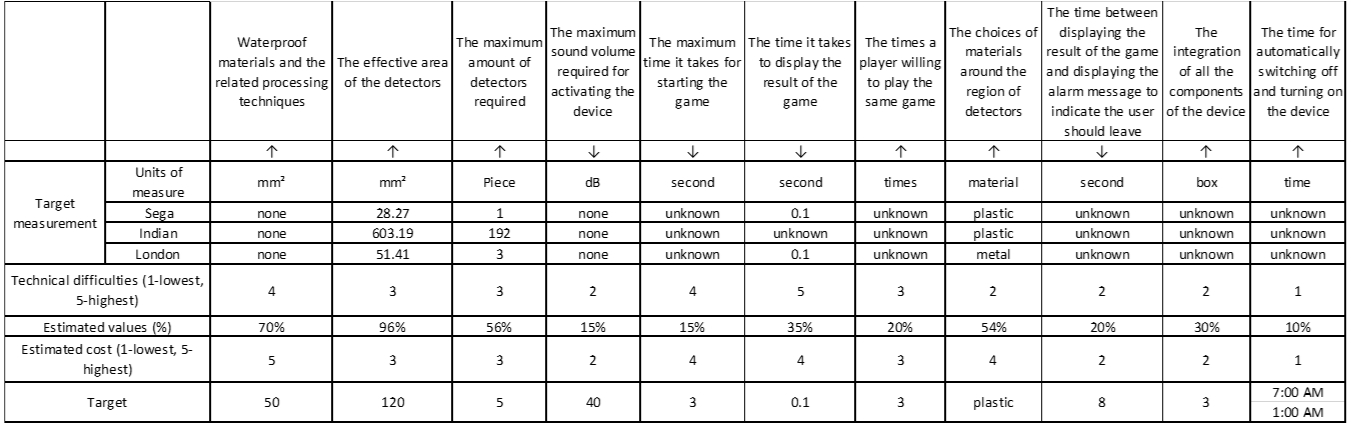 Waterproof materials and the related processing techniques
The effective area of the detectors
The maximum amount of detectors required
The maximum sound volume required for activating the device
The maximum time it takes for starting the game
The time it takes to display the result of the game
The times a player willing to play the same game
The choices of materials around the region of detectors
The time between displaying the result of the game and displaying the alarm message to indicate the user should leave
The integration of all the components of the device
The time for automatically switching off and turning on the device
↑ ↑ ↑ ↓ ↓ ↓ ↑ ↑ ↓ ↑ ↑
Target measurement
Units of measure mm² mm² Piece dB second second times material second box time
Sega none 28.27 1 none unknown 0.1 unknown plastic unknown unknown unknown
Indian none 603.19 192 none unknown unknown unknown plastic unknown unknown unknown
London none 51.41 3 none unknown 0.1 unknown metal unknown unknown unknown
Technical difficulties (1-lowest, 5-highest) 4 3 3 2 4 5 3 2 2 2 1
Estimated values (%) 70% 96% 56% 15% 15% 35% 20% 54% 20% 30% 10%
Estimated cost (1-lowest, 5-highest) 5 3 3 2 4 4 3 4 2 2 1
Target 50 120 5 40 3 0.1 3 plastic 8 3 7:00 AM
1:00 AM